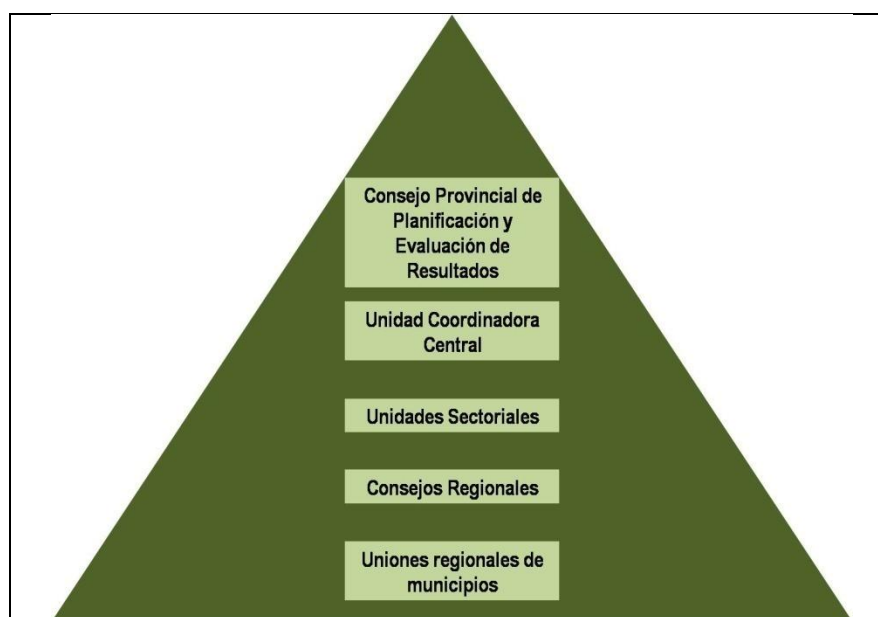 Consejo Provincial de
Planificación y
Evaluación de
Resultados
Unidad Coordinadora
Central
Unidades Sectoriales
Consejos Regionales
Uniones regionales de
municipios